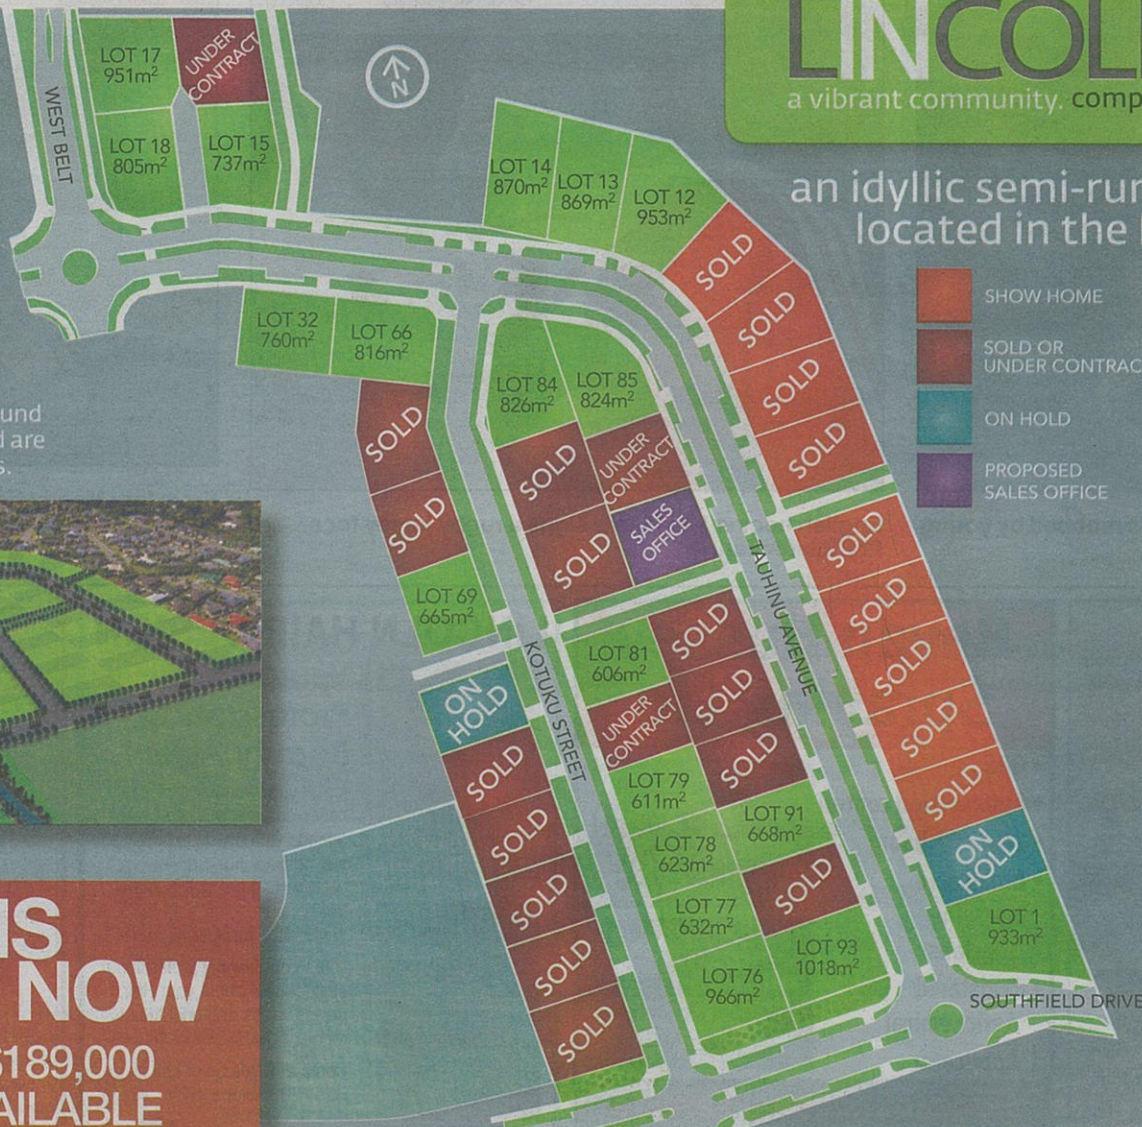 LINCOL
a vibrant community. comp
an idyllic semi-rur
located in the
SHOW HOME
SOLD OR
UNDER CONTRAC
ON HOLD
PROPOSED
SALES OFFICE
N
WEST BELT
LOT 17
951m²
UNDER
CONTRACT
LOT 18
805m²
LOT 15
737m²
LOT 14
870m²
LOT 13
869m²
LOT 12
953m²
SOLD
SOLD
SOLD
SOLD
LOT 32
760m²
LOT 66
816m²
LOT 84
826m²
LOT 85
824m²
SOLD
SOLD
UNDER
CONTRACT
SOLD
SOLD
SALES
OFFICE
LOT 69
665m²
TAUHINU AVENUE
KOTUKU STREET
SOLD
SOLD
SOLD
SOLD
SOLD
ON
HOLD
LOT 1
933m²
LOT 81
606m²
SOLD
UNDER
CONTRACT
SOLD
SOLD
LOT 79
611m²
LOT 91
668m²
LOT 78
623m²
SOLD
LOT 77
632m²
LOT 93
1018m²
LOT 76
966m²
ON
HOLD
SOLD
SOLD
SOLD
SOLD
SOLD
SOUTHFIELD DRIVE
und
d are
s.
IS
NOW
$189,000
AILABLE